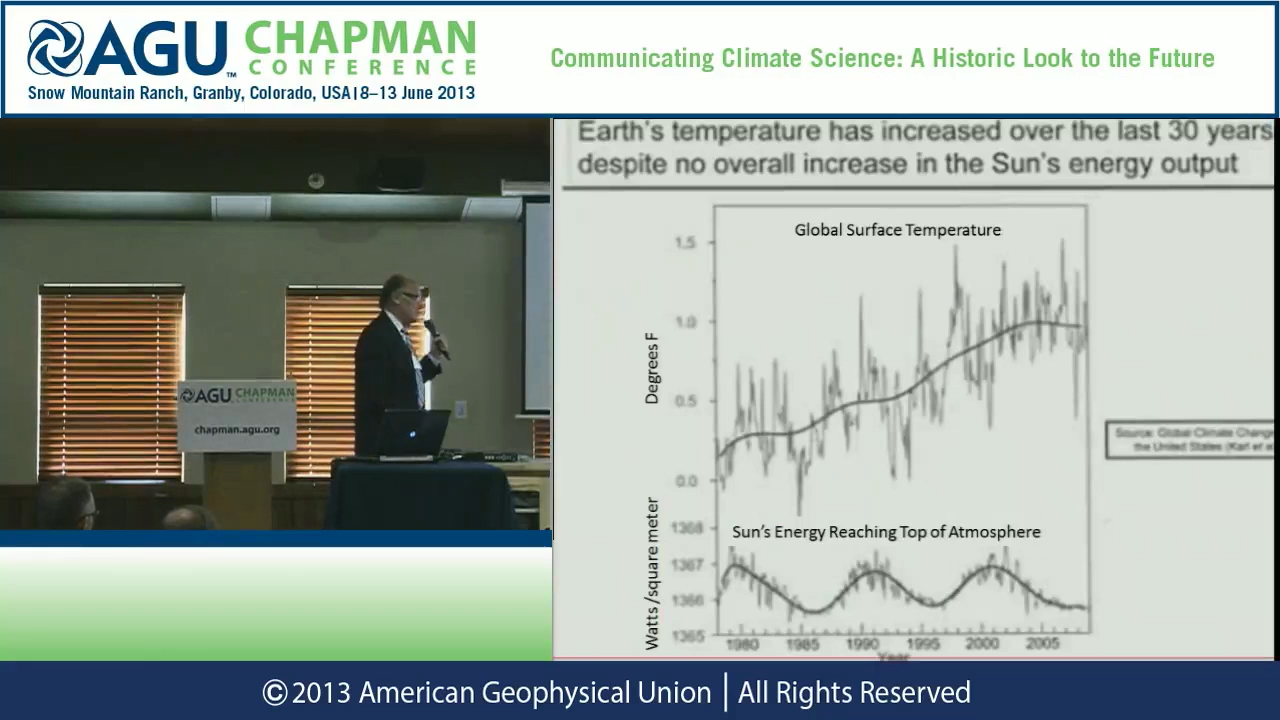 AGU CHAPMAN
CONFERENCE
Snow Mountain Ranch, Granby, Colorado, USA|8–13 June 2013
Communicating Climate Science: A Historic Look to the Future
Earth's temperature has increased over the last 30 years
despite no overall increase in the Sun's energy output
Global Surface Temperature
1.5
1.0
0.5
0.0
Degrees F
Source: Global Climate Change
the United States (Karl et a
Sun's Energy Reaching Top of Atmosphere
1368
1367
1366
1365
Watts/square meter
1980 1985 1990 1995 2000 2005
Year
AGU CHAPMAN
CONFERENCE
chapman.agu.org
©2013 American Geophysical Union | All Rights Reserved